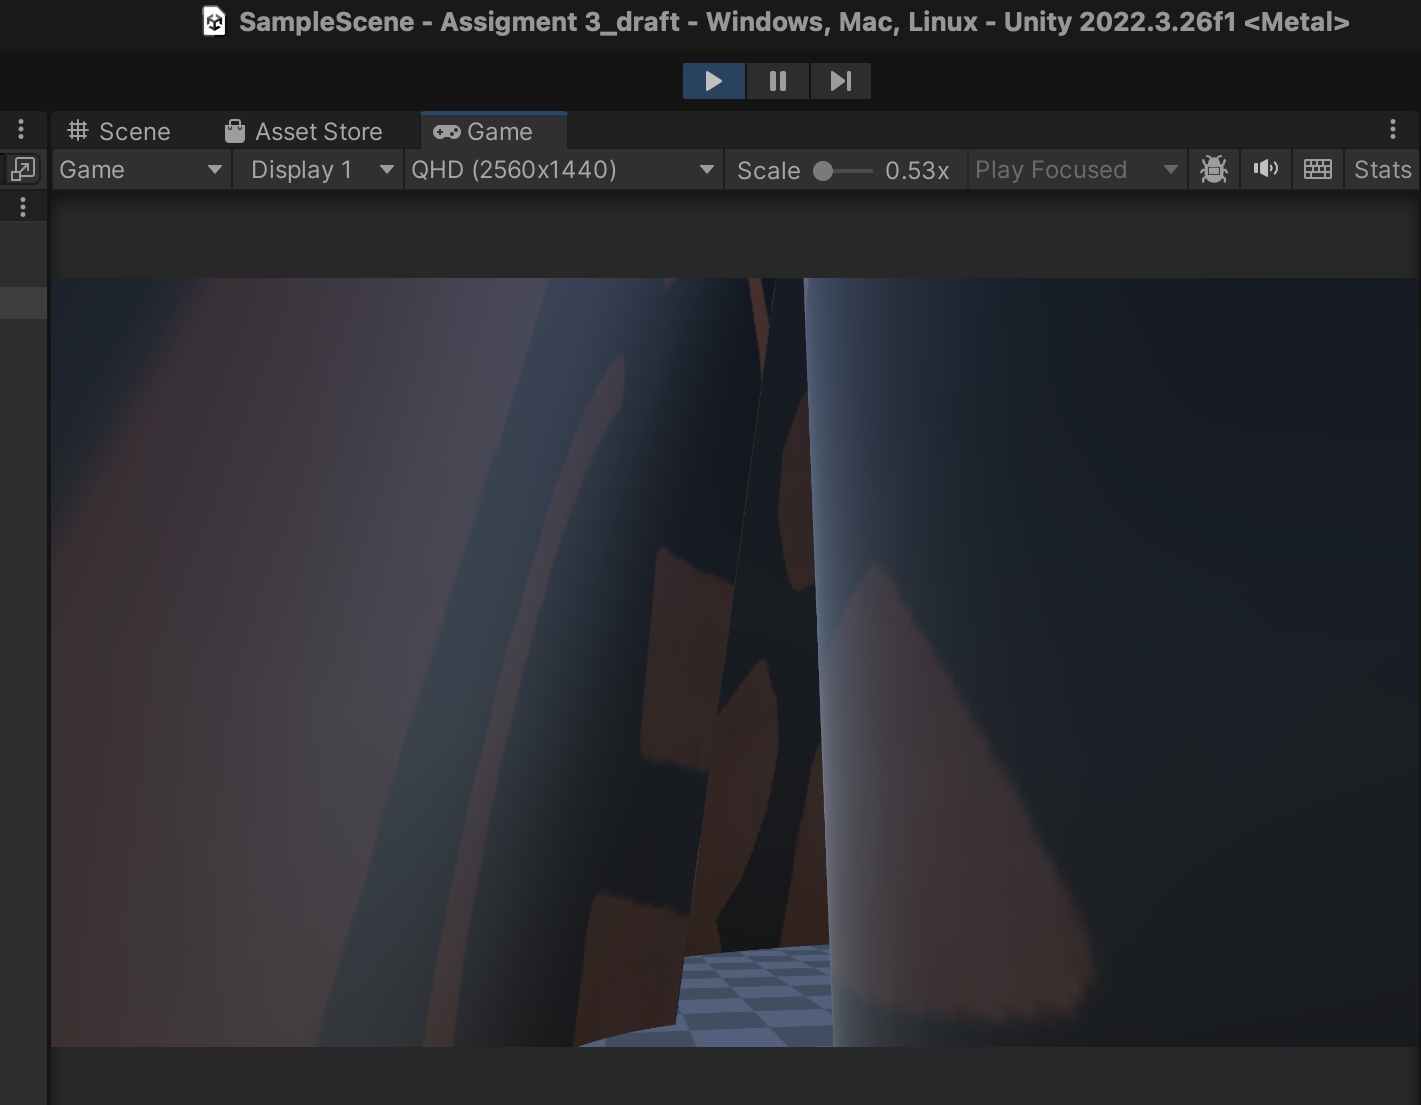 SampleScene - Assigment 3_draft - Windows, Mac, Linux - Unity 2022.3.26f1 <Metal>
Scene Asset Store Game
Game Display 1 QHD (2560x1440) Scale 0.53x Play Focused Stats